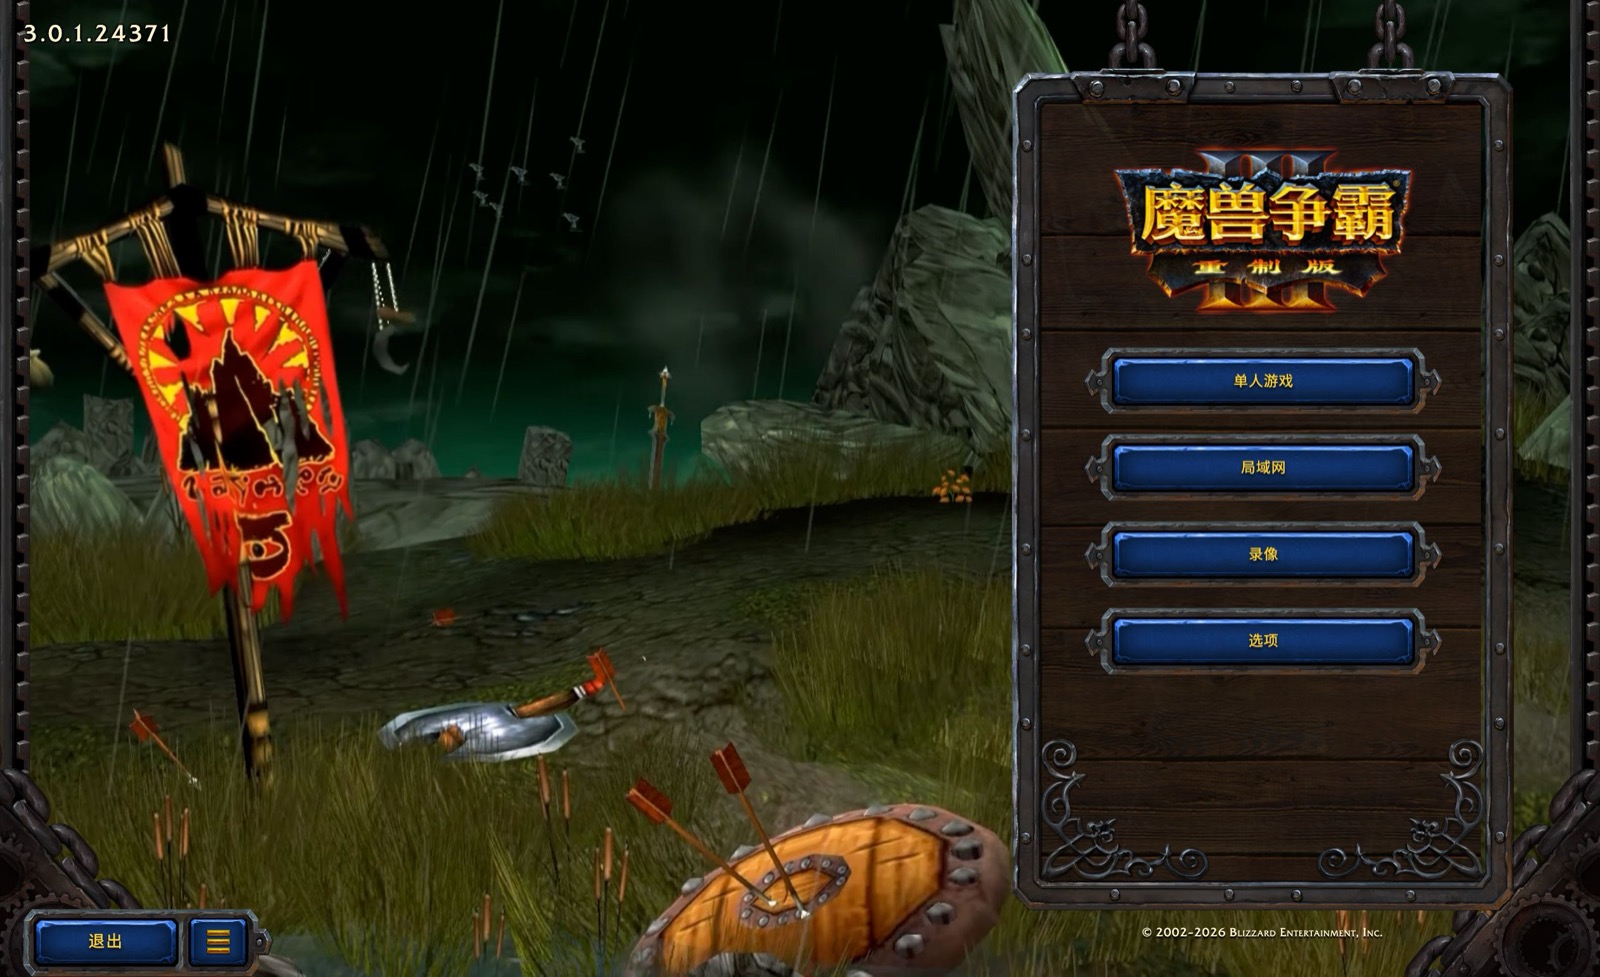 3.0.1.24371
魔兽争霸
重制版
单人游戏
局域网
录像
选项
退出
© 2002-2026 Blizzard Entertainment, Inc.